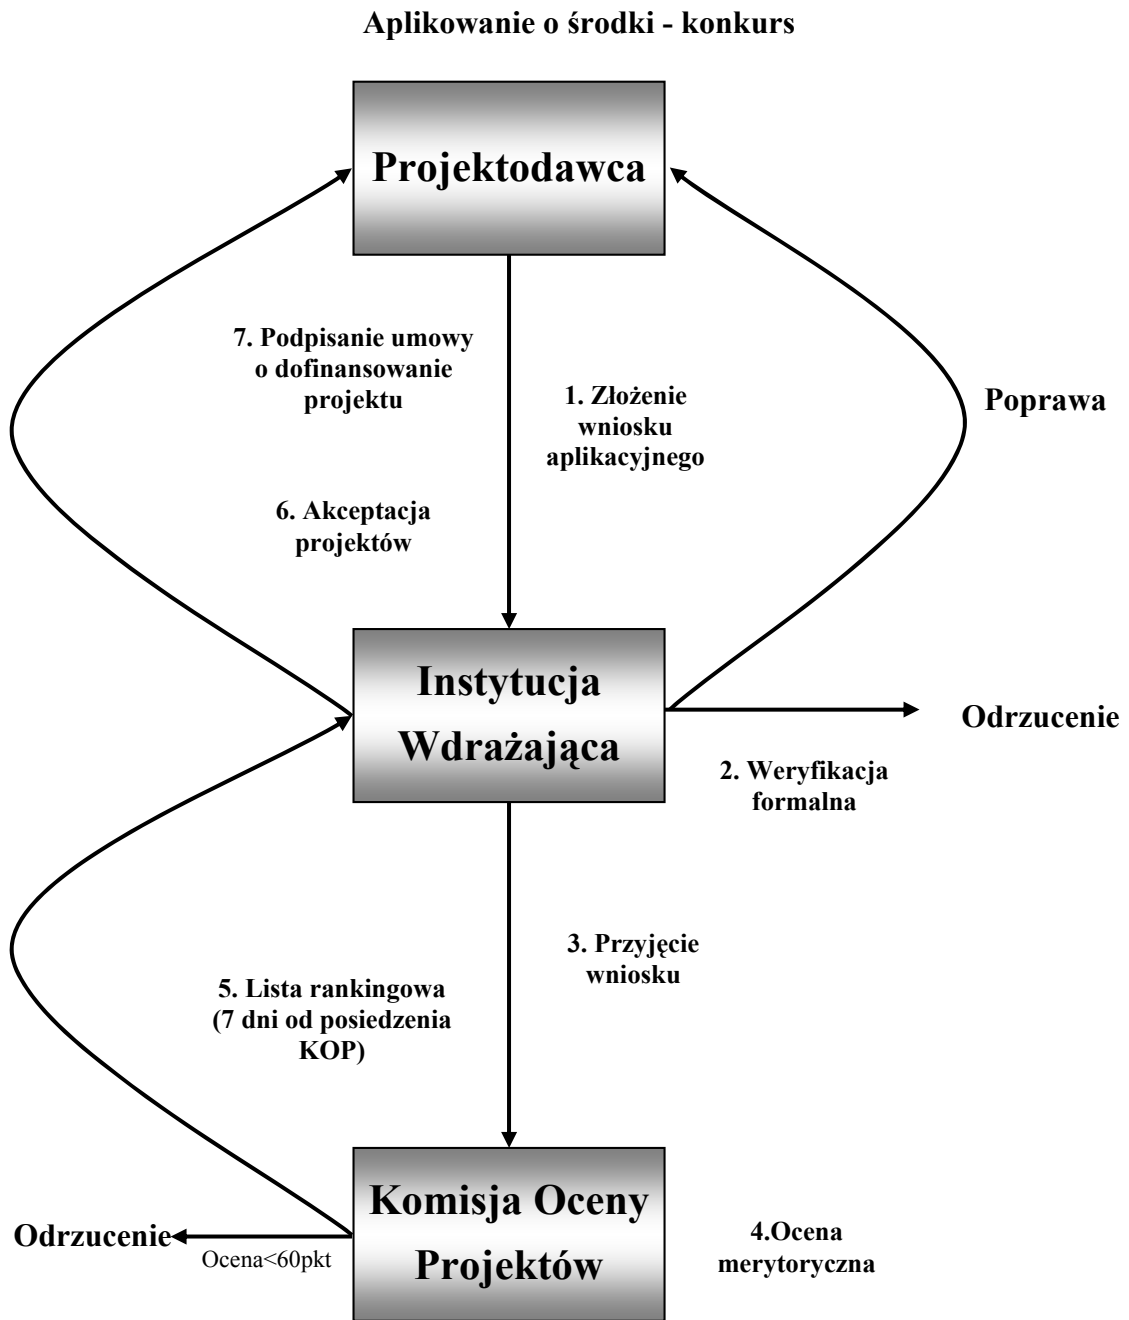 Aplikowanie o środki - konkurs
Projektodawca
7. Podpisanie umowy
o dofinansowanie
projektu
1. Złożenie
wniosku
aplikacyjnego
Poprawa
6. Akceptacja
projektów
Instytucja
Wdrażająca
Odrzucenie
2. Weryfikacja
formalna
3. Przyjęcie
wniosku
5. Lista rankingowa
(7 dni od posiedzenia
KOP)
Komisja Oceny
Projektów
Odrzucenie
Ocena<60pkt
4.Ocena
merytoryczna